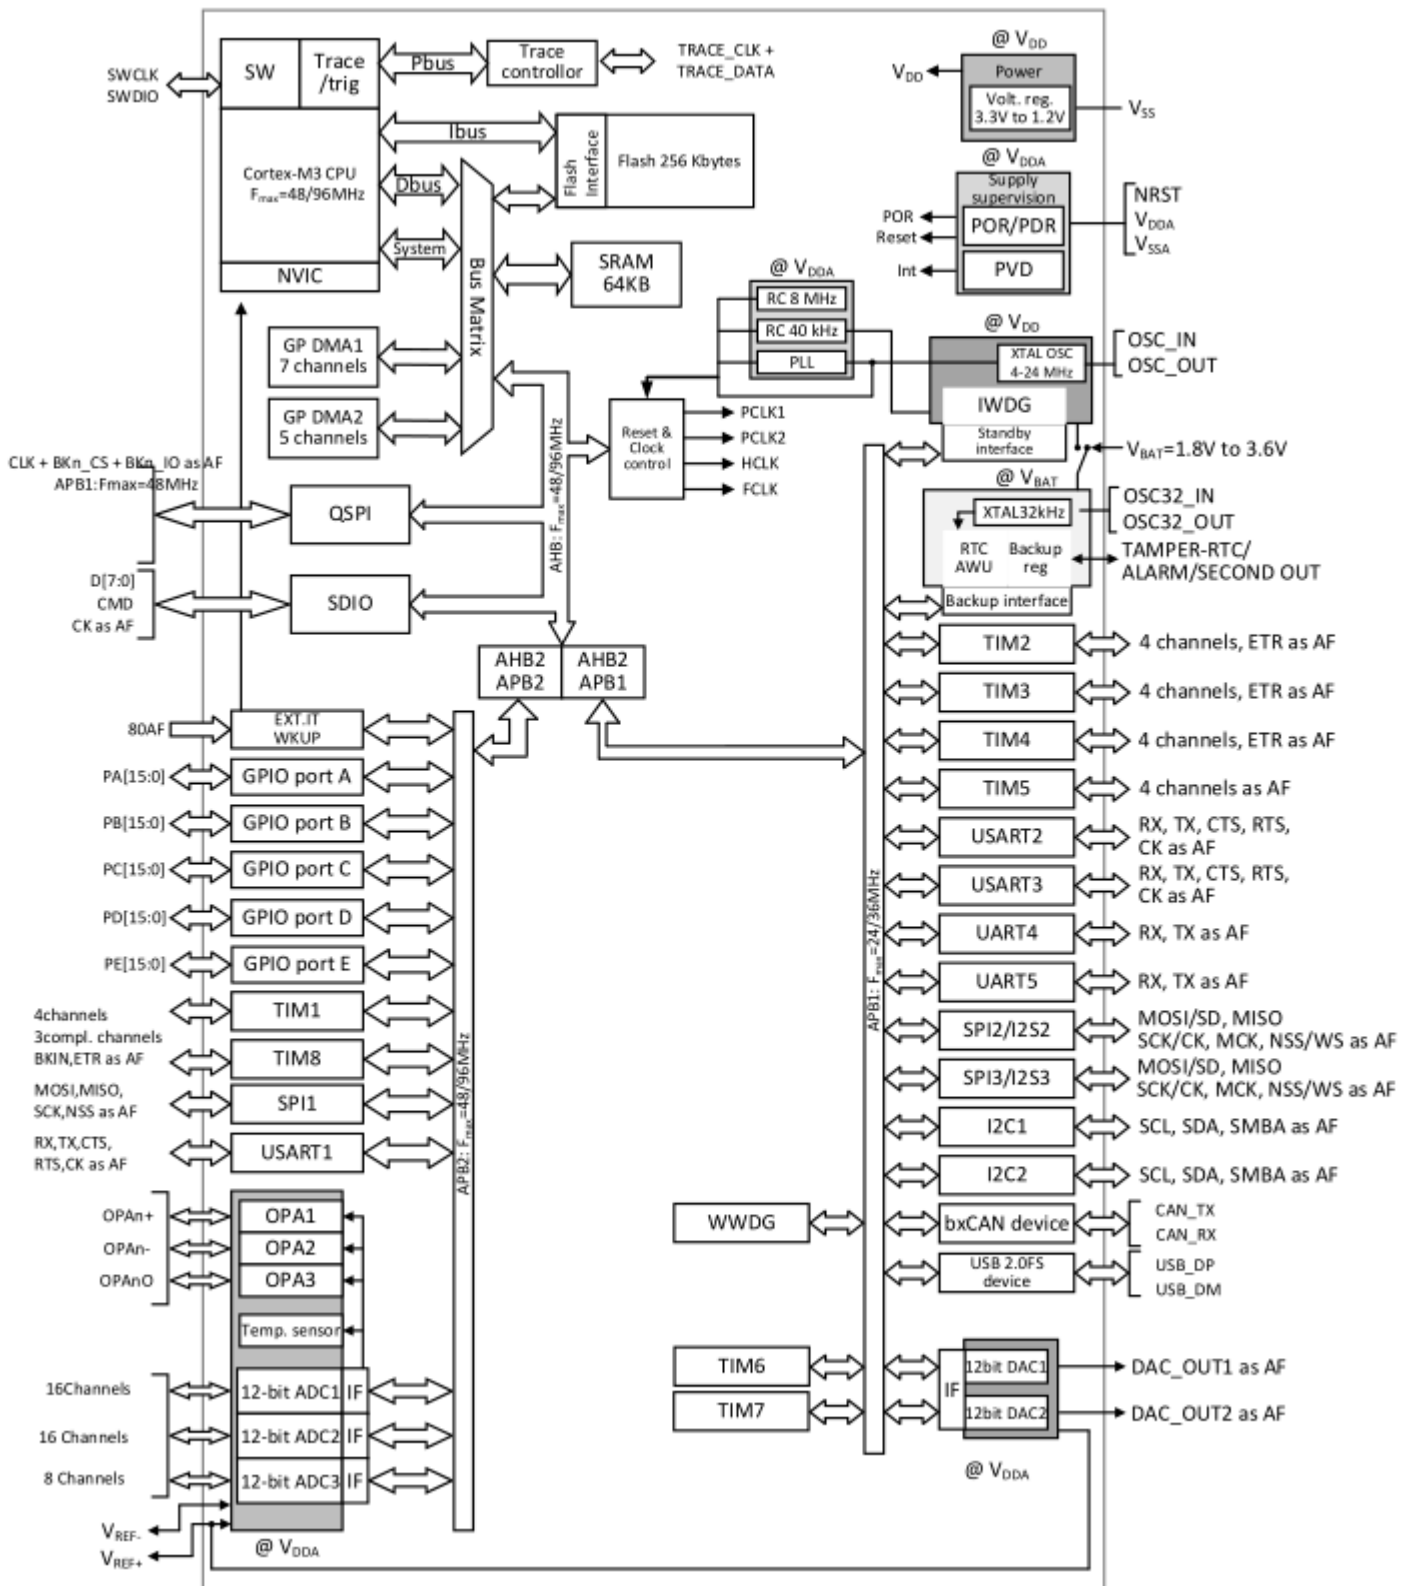 @ VDD
SW
Trace
/trig
Pbus
Trace
controllor
TRACE_CLK +
TRACE_DATA
SWCLK
SWDIO
VDD
Power
Volt. reg.
3.3V to 1.2V
VSS
Ibus
Cortex-M3 CPU
Fmax=48/96MHz
Dbus
Flash
Interface
Flash 256 Kbytes
System
NVIC
Bus Matrix
SRAM
64KB
@ VDDA
Supply
supervision
POR
Reset
POR/PDR
Int
PVD
NRST
VDDA
VSSA
@ VDDA
RC 8 MHz
RC 40 kHz
PLL
@ VDD
XTAL OSC
4-24 MHz
OSC_IN
OSC_OUT
IWDG
Standby
interface
GP DMA1
7 channels
GP DMA2
5 channels
Reset &
Clock
control
PCLK1
PCLK2
HCLK
FCLK
VBAT=1.8V to 3.6V
@ VBAT
XTAL32kHz
OSC32_IN
OSC32_OUT
RTC
AWU
Backup
reg
TAMPER-RTC/
ALARM/SECOND OUT
Backup interface
CLK + BKn_CS + BKn_IO as AF
APB1:Fmax=48MHz
QSPI
AHB: Fmax=48/96MHz
D[7:0]
CMD
CK as AF
SDIO
AHB2
APB2
AHB2
APB1
80AF
EXT.IT
WKUP
PA[15:0]
GPIO port A
PB[15:0]
GPIO port B
PC[15:0]
GPIO port C
PD[15:0]
GPIO port D
PE[15:0]
GPIO port E
4channels
3compl. channels
BKIN,ETR as AF
TIM1
TIM8
MOSI,MISO,
SCK,NSS as AF
SPI1
RX,TX,CTS,
RTS,CK as AF
USART1
APB2: Fmax=48/96MHz
OPAn+
OPA1
OPAn-
OPA2
OPAnO
OPA3
Temp. sensor
16Channels
12-bit ADC1
IF
16 Channels
12-bit ADC2
IF
8 Channels
12-bit ADC3
IF
VREF-
VREF+
@ VDDA
APB1: Fmax=24/36MHz
TIM2
4 channels, ETR as AF
TIM3
4 channels, ETR as AF
TIM4
4 channels, ETR as AF
TIM5
4 channels as AF
USART2
RX, TX, CTS, RTS,
CK as AF
USART3
RX, TX, CTS, RTS,
CK as AF
UART4
RX, TX as AF
UART5
RX, TX as AF
SPI2/I2S2
MOSI/SD, MISO
SCK/CK, MCK, NSS/WS as AF
SPI3/I2S3
MOSI/SD, MISO
SCK/CK, MCK, NSS/WS as AF
I2C1
SCL, SDA, SMBA as AF
I2C2
SCL, SDA, SMBA as AF
WWDG
bxCAN device
CAN_TX
CAN_RX
USB 2.0FS
device
USB_DP
USB_DM
TIM6
TIM7
IF
12bit DAC1
DAC_OUT1 as AF
12bit DAC2
DAC_OUT2 as AF
@ VDDA